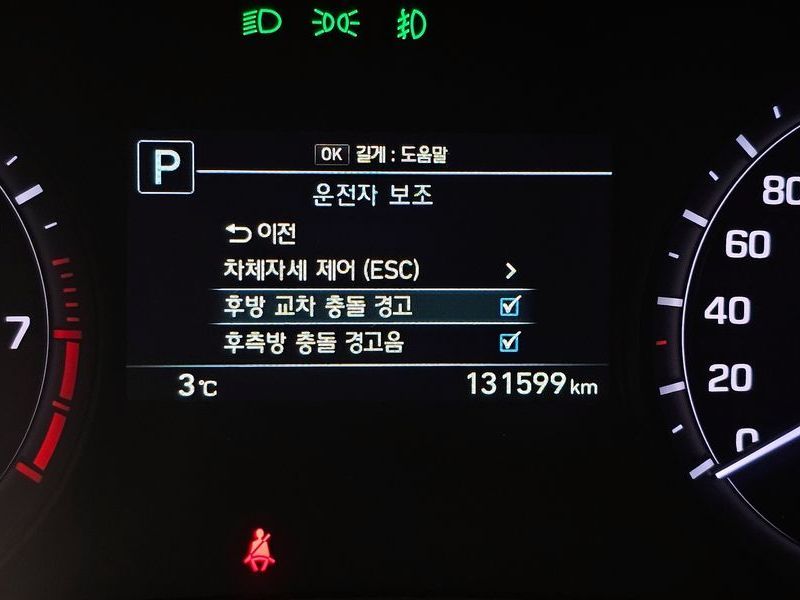 P
OK 길게 : 도움말
운전자 보조
이전
차체자세 제어 (ESC)
후방 교차 충돌 경고
후측방 충돌 경고음
3℃
131599 km
7
80
60
40
20
0